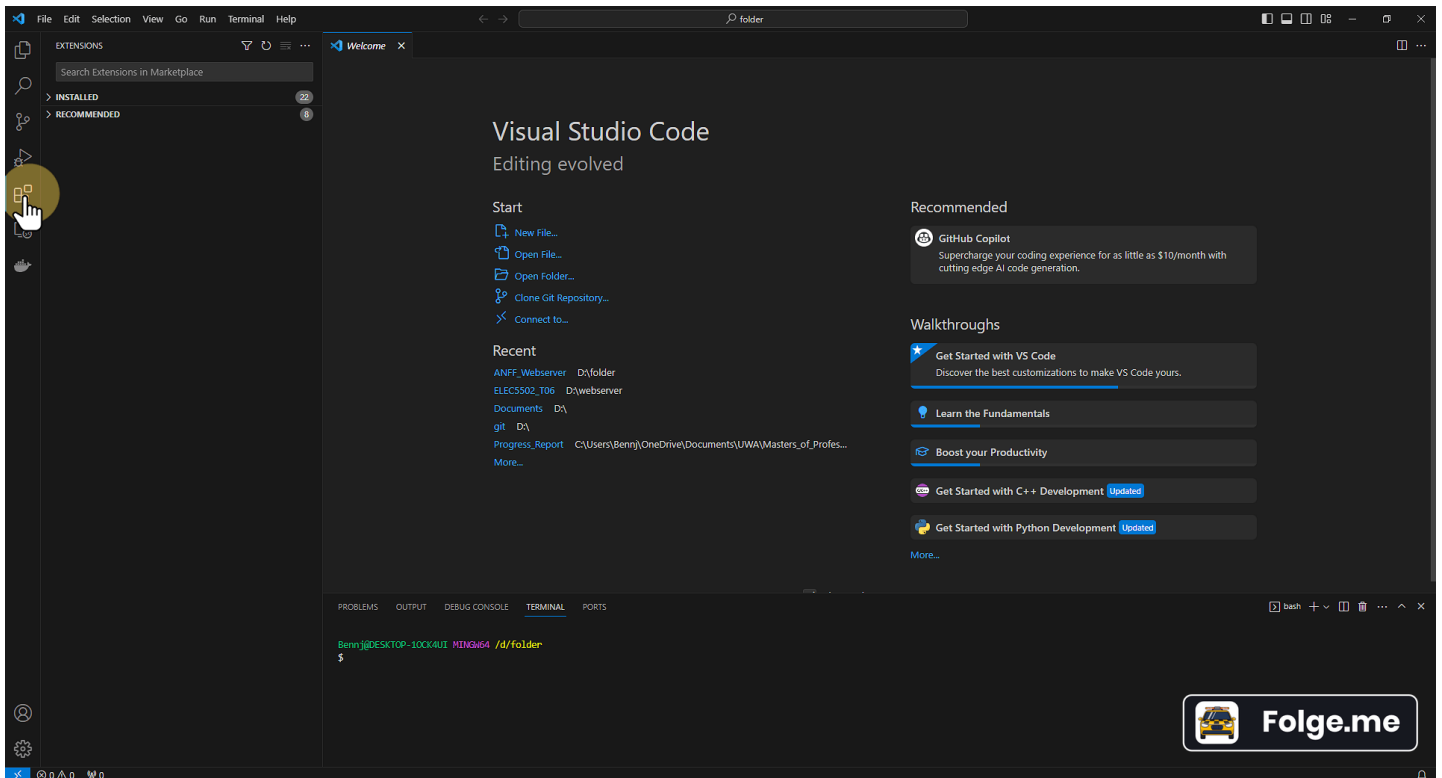 File Edit Selection View Go Run Terminal Help
folder
EXTENSIONS
Search Extensions in Marketplace
INSTALLED 22
RECOMMENDED 8
Welcome
Visual Studio Code
Editing evolved
Start
New File...
Open File...
Open Folder...
Clone Git Repository...
Connect to...
Recent
ANFF_Webserver D:\folder
ELEC5502_T06 D:\webserver
Documents D:\
git D:\
Progress_Report C:\Users\Bennj\OneDrive\Documents\UWA\Masters_of_Profes...
More...
Recommended
GitHub Copilot
Supercharge your coding experience for as little as $10/month with
cutting edge AI code generation.
Walkthroughs
Get Started with VS Code
Discover the best customizations to make VS Code yours.
Learn the Fundamentals
Boost your Productivity
Get Started with C++ Development Updated
Get Started with Python Development Updated
More...
PROBLEMS OUTPUT DEBUG CONSOLE TERMINAL PORTS
bash
Bennj@DESKTOP-1OCK4UI MINGW64 /d/folder
$
Folge.me
0 0 0